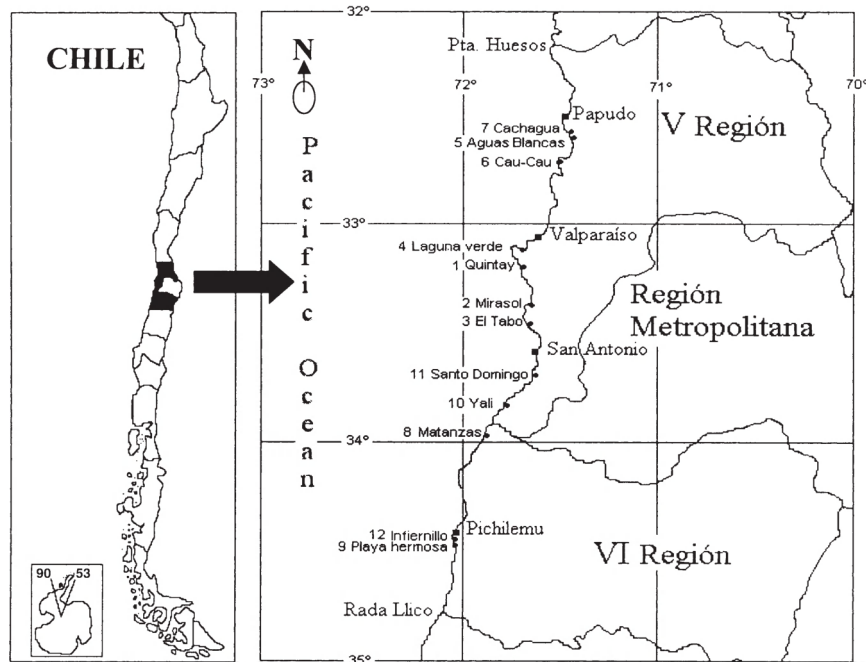 CHILE
90
53
N
Pacific Ocean
32°
73°
72°
71°
70°
33°
34°
35°
Pta. Huesos
Papudo
7 Cachagua
5 Aguas Blancas
6 Cau-Cau
V Región
Valparaíso
4 Laguna verde
1 Quintay
2 Mirasol
3 El Tabo
Región
Metropolitana
San Antonio
11 Santo Domingo
10 Yali
8 Matanzas
Pichilemu
12 Infiernillo
9 Playa hermosa
VI Región
Rada Llico